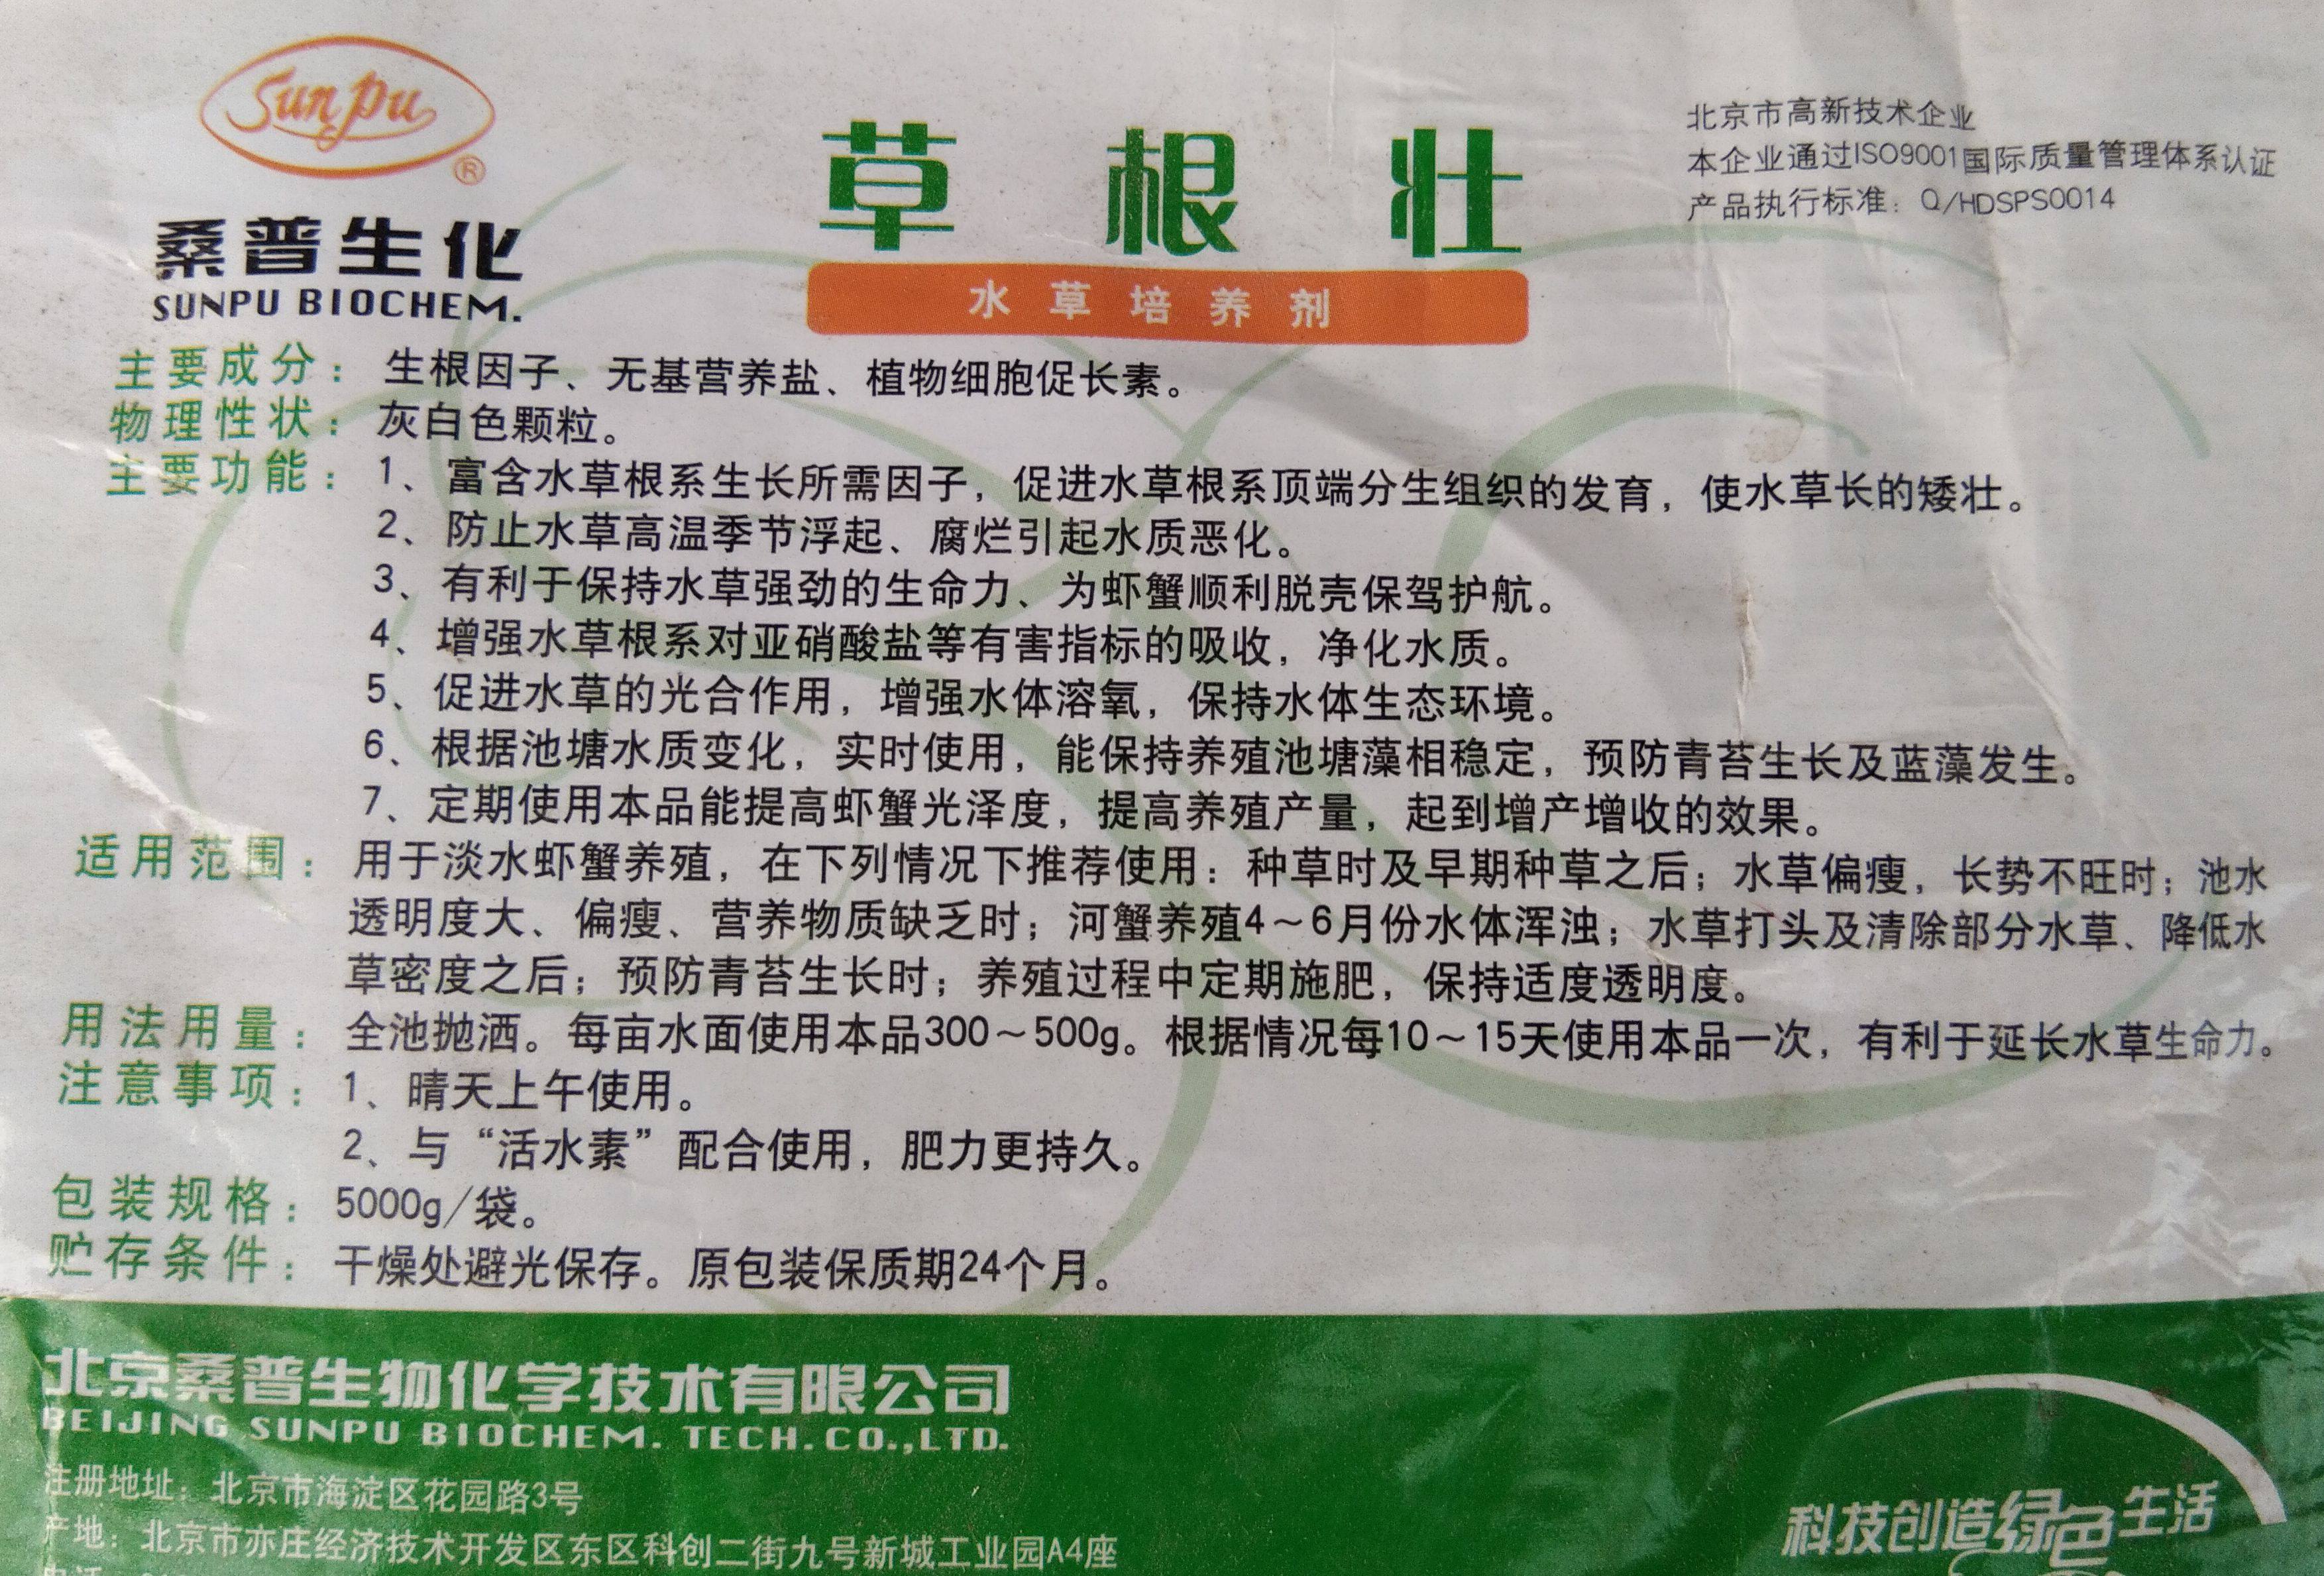 Sunpu
®
桑普生化
SUNPU BIOCHEM.
草根壮
水草培养剂
北京市高新技术企业
本企业通过ISO9001国际质量管理体系认证
产品执行标准：Q/HDSPS0014
主要成分：生根因子、无基营养盐、植物细胞促长素。
物理性状：灰白色颗粒。
主要功能：1、富含水草根系生长所需因子，促进水草根系顶端分生组织的发育，使水草长的矮壮。
2、防止水草高温季节浮起、腐烂引起水质恶化。
3、有利于保持水草强劲的生命力、为虾蟹顺利脱壳保驾护航。
4、增强水草根系对亚硝酸盐等有害指标的吸收，净化水质。
5、促进水草的光合作用，增强水体溶氧，保持水体生态环境。
6、根据池塘水质变化，实时使用，能保持养殖池塘藻相稳定，预防青苔生长及蓝藻发生。
7、定期使用本品能提高虾蟹光泽度，提高养殖产量，起到增产增收的效果。
适用范围：用于淡水虾蟹养殖，在下列情况下推荐使用：种草时及早期种草之后；水草偏瘦，长势不旺时；池水
透明度大、偏瘦、营养物质缺乏时；河蟹养殖4～6月份水体浑浊；水草打头及清除部分水草、降低水
草密度之后；预防青苔生长时；养殖过程中定期施肥，保持适度透明度。
用法用量：全池抛洒。每亩水面使用本品300～500g。根据情况每10～15天使用本品一次，有利于延长水草生命力。
注意事项：1、晴天上午使用。
2、与“活水素”配合使用，肥力更持久。
包装规格：5000g/袋。
贮存条件：干燥处避光保存。原包装保质期24个月。
北京桑普生物化学技术有限公司
BEIJING SUNPU BIOCHEM. TECH.CO.,LTD.
注册地址：北京市海淀区花园路3号
产地：北京市亦庄经济技术开发区东区科创二街九号新城工业园A4座
科技创造绿色生活